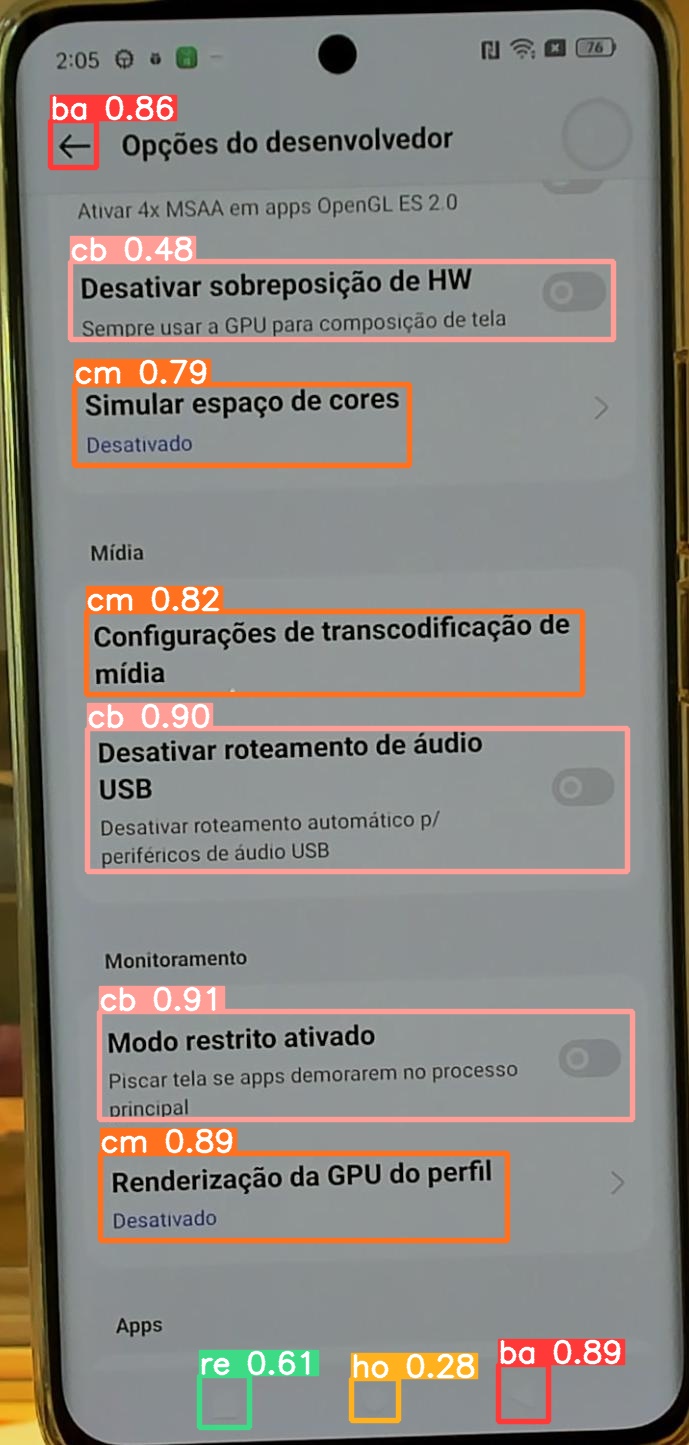 2:05
76
ba 0.86
Opções do desenvolvedor
Ativar 4x MSAA em apps OpenGL ES 2.0
cb 0.48
Desativar sobreposição de HW
Sempre usar a GPU para composição de tela
cm 0.79
Simular espaço de cores
Desativado
Mídia
cm 0.82
Configurações de transcodificação de
mídia
cb 0.90
Desativar roteamento de áudio
USB
Desativar roteamento automático p/
periféricos de áudio USB
Monitoramento
cb 0.91
Modo restrito ativado
Piscar tela se apps demorarem no processo
principal
cm 0.89
Renderização da GPU do perfil
Desativado
Apps
re 0.61
ho 0.28
ba 0.89